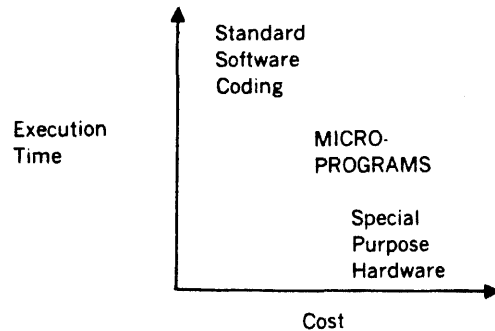 Standard
Software
Coding
Execution
Time
MICRO-
PROGRAMS
Special
Purpose
Hardware
Cost